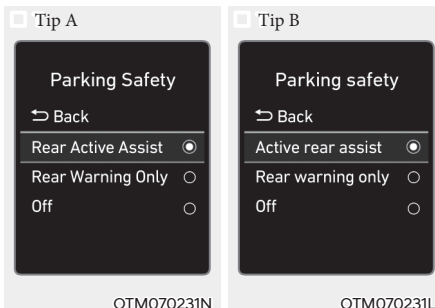 Tip A
Parking Safety
Back
Rear Active Assist
Rear Warning Only
Off
OTM070231N
Tip B
Parking safety
Back
Active rear assist
Rear warning only
Off
OTM070231L